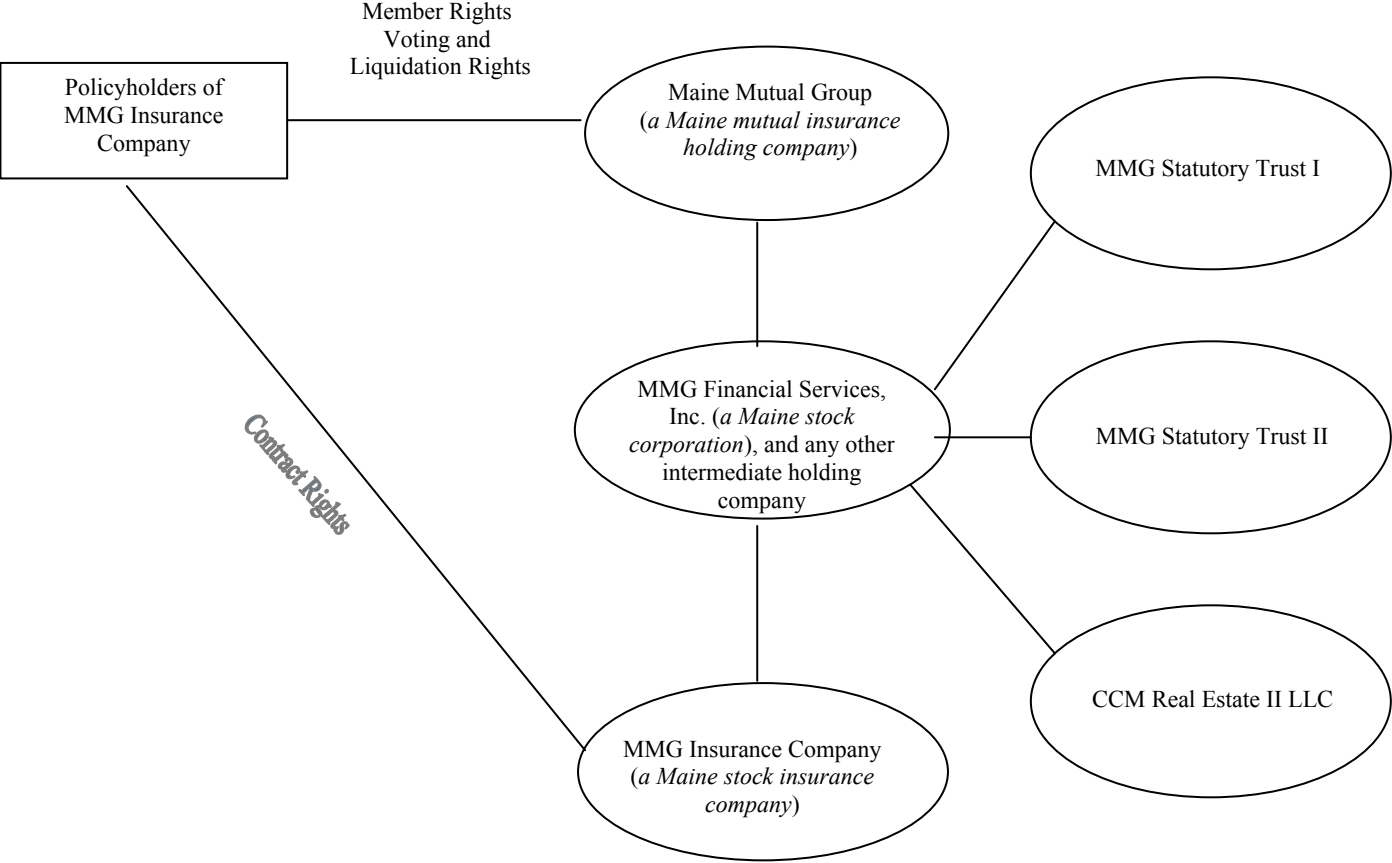 Member Rights
Voting and
Liquidation Rights
Policyholders of
MMG Insurance
Company
Maine Mutual Group
(a Maine mutual insurance
holding company)
MMG Statutory Trust I
MMG Financial Services,
Inc. (a Maine stock
corporation), and any other
intermediate holding
company
MMG Statutory Trust II
Contract Rights
CCM Real Estate II LLC
MMG Insurance Company
(a Maine stock insurance
company)